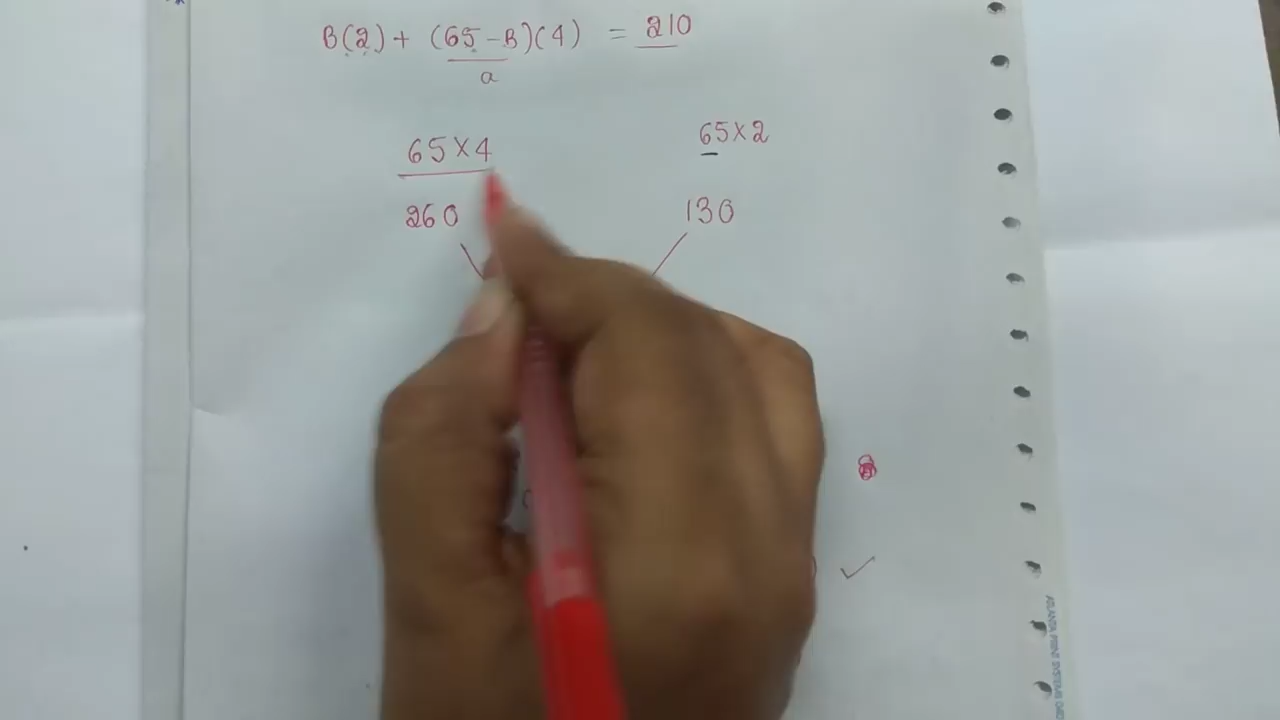 B(2) + (65 - B)(4) = 210
a
65 × 4
65 × 2
260
130